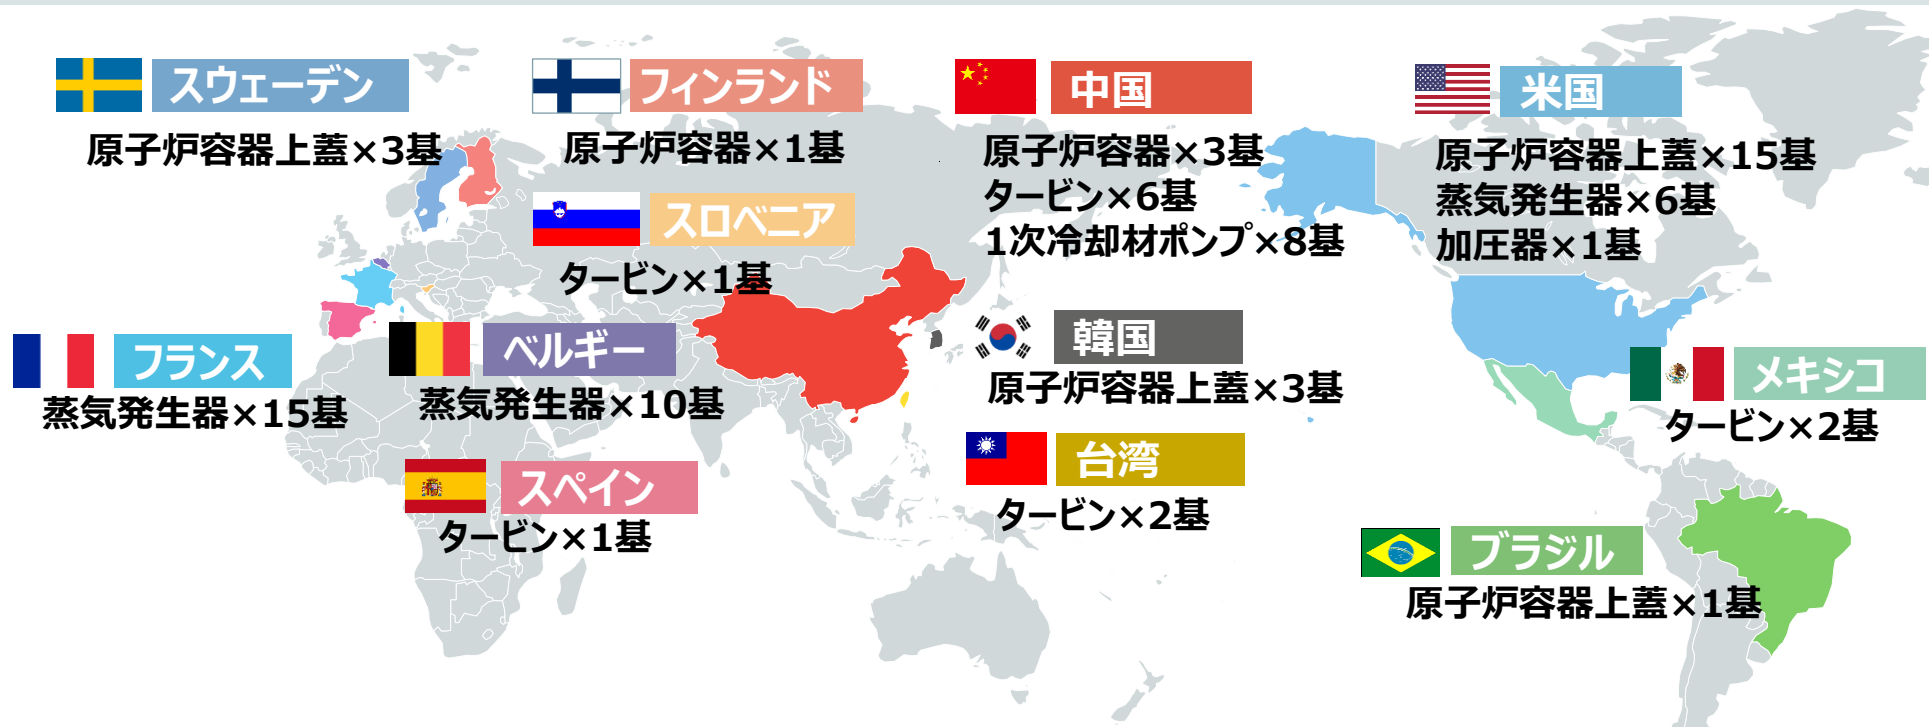 スウェーデン
原子炉容器上蓋×3基
フィンランド
原子炉容器×1基
スロベニア
タービン×1基
中国
原子炉容器×3基
タービン×6基
1次冷却材ポンプ×8基
米国
原子炉容器上蓋×15基
蒸気発生器×6基
加圧器×1基
フランス
蒸気発生器×15基
ベルギー
蒸気発生器×10基
スペイン
タービン×1基
韓国
原子炉容器上蓋×3基
台湾
タービン×2基
メキシコ
タービン×2基
ブラジル
原子炉容器上蓋×1基